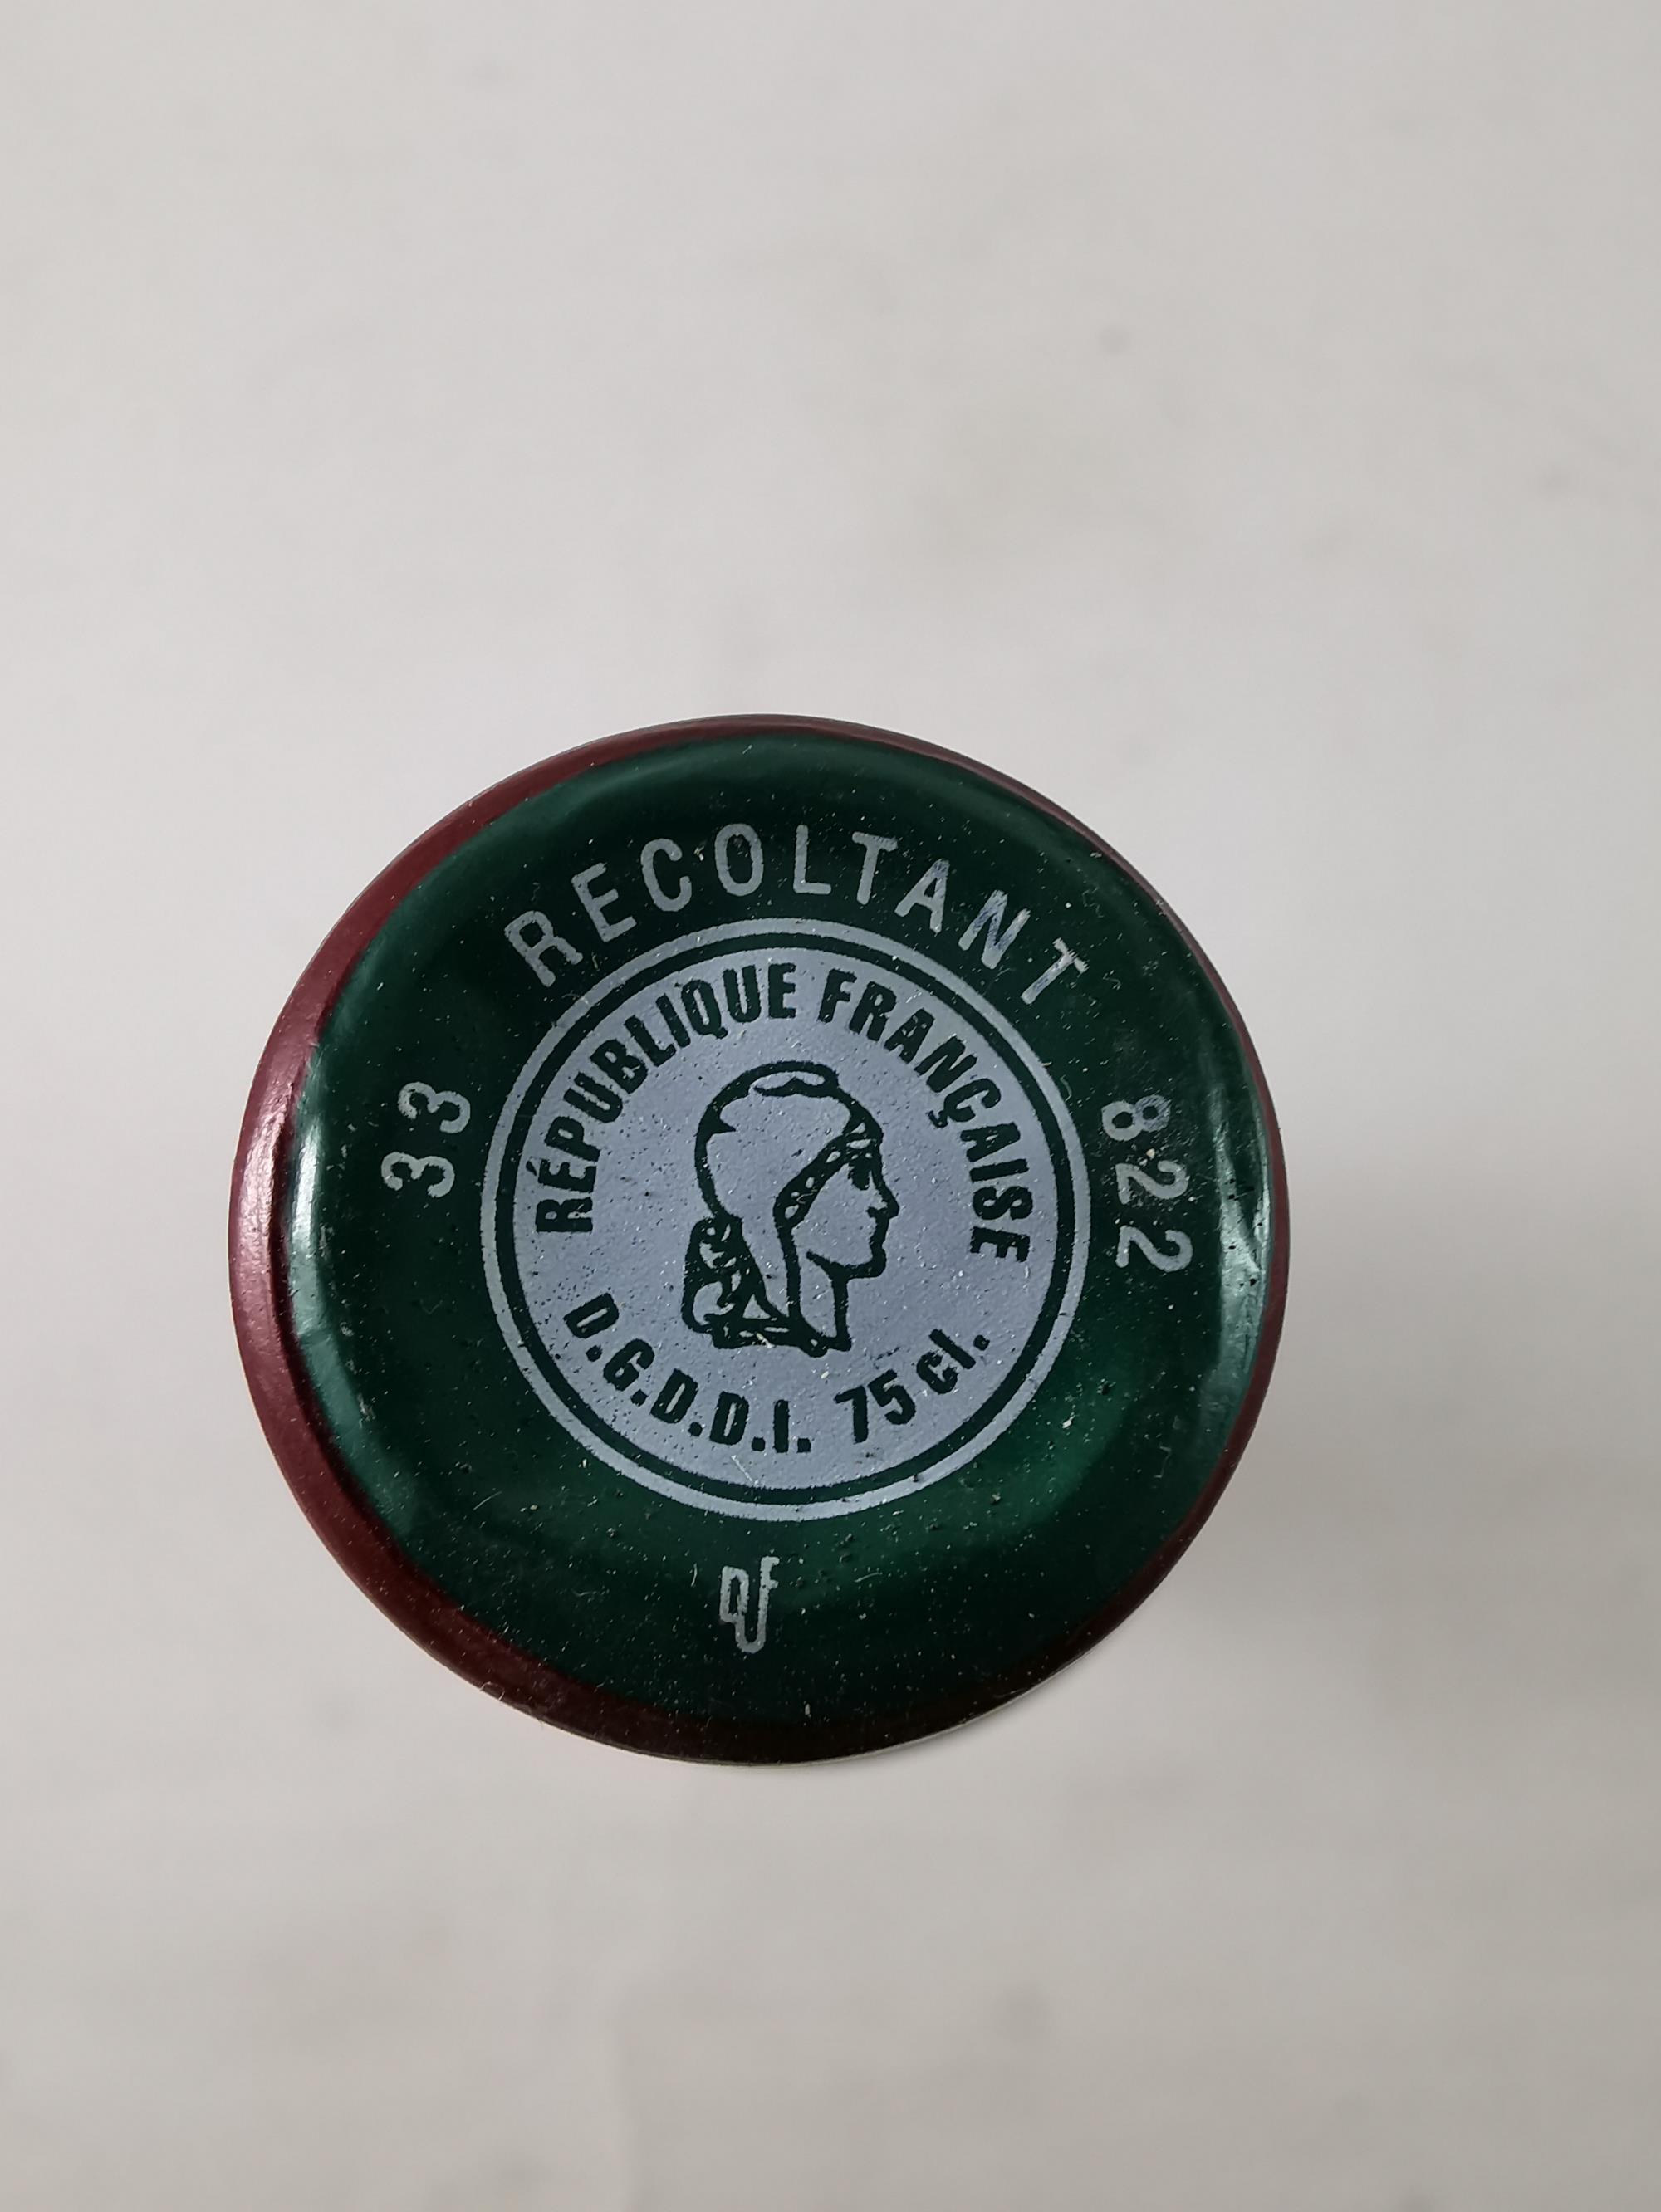 RECOLTANT
33
822
RÉPUBLIQUE FRANÇAISE
D.G.D.D.I. 75 cl.